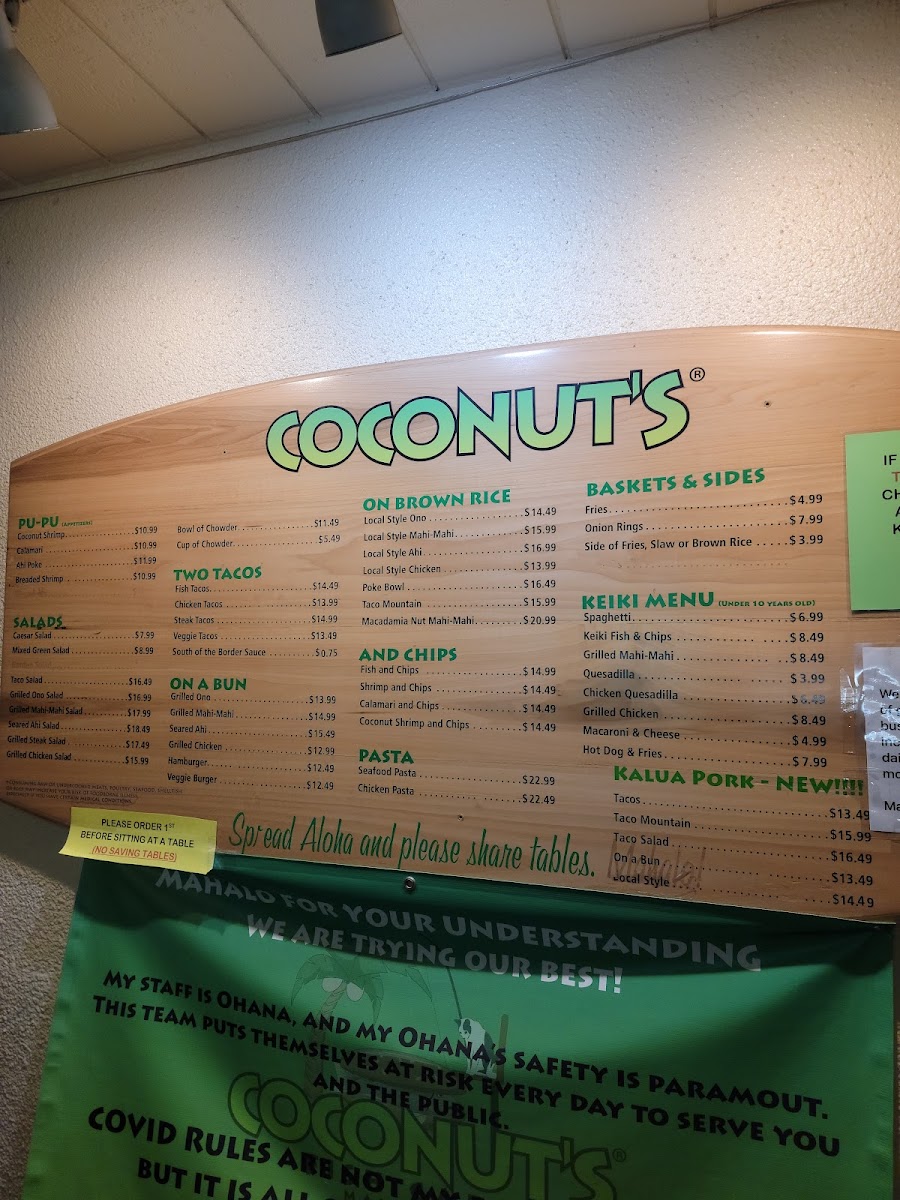 COCONUT'S®
PU-PU (Appetizers)
Coconut Shrimp $10.99
Calamari $10.99
Ahi Poke $11.99
Breaded Shrimp $10.99
SALADS
Caesar Salad $7.99
Mixed Green Salad $8.99
Taco Salad $16.49
Grilled Ono Salad $16.99
Grilled Mahi-Mahi Salad $17.99
Seared Ahi Salad $18.49
Grilled Steak Salad $17.49
Grilled Chicken Salad $15.99
Bowl of Chowder $11.49
Cup of Chowder $5.49
TWO TACOS
Fish Tacos $14.49
Chicken Tacos $13.99
Steak Tacos $14.99
Veggie Tacos $13.49
South of the Border Sauce $0.75
ON A BUN
Grilled Ono $13.99
Grilled Mahi-Mahi $14.99
Seared Ahi $15.49
Grilled Chicken $12.99
Hamburger $12.49
Veggie Burger $12.49
ON BROWN RICE
Local Style Ono $14.49
Local Style Mahi-Mahi $15.99
Local Style Ahi $16.99
Local Style Chicken $13.99
Poke Bowl $16.49
Taco Mountain $15.99
Macadamia Nut Mahi-Mahi $20.99
AND CHIPS
Fish and Chips $14.99
Shrimp and Chips $14.49
Calamari and Chips $14.49
Coconut Shrimp and Chips $14.49
PASTA
Seafood Pasta $22.99
Chicken Pasta $22.49
BASKETS & SIDES
Fries $4.99
Onion Rings $7.99
Side of Fries, Slaw or Brown Rice $3.99
KEIKI MENU (UNDER 10 YEARS OLD)
Spaghetti $6.99
Keiki Fish & Chips $8.49
Grilled Mahi-Mahi $8.49
Quesadilla $3.99
Chicken Quesadilla $6.49
Grilled Chicken $8.49
Macaroni & Cheese $4.99
Hot Dog & Fries $7.99
KALUA PORK - NEW!!!!
Tacos $13.49
Taco Mountain $15.99
Taco Salad $16.49
On a Bun $13.49
Local Style $14.49
Spread Aloha and please share tables. Mahalo!
PLEASE ORDER 1ST
BEFORE SITTING AT A TABLE
(NO SAVING TABLES)
MAHALO FOR YOUR UNDERSTANDING
WE ARE TRYING OUR BEST!
MY STAFF IS OHANA, AND MY OHANA'S SAFETY IS PARAMOUT.
THIS TEAM PUTS THEMSELVES AT RISK EVERY DAY TO SERVE YOU
AND THE PUBLIC.
COCONUT'S®
COVID RULES ARE NOT MY
BUT IT IS ALL
IF
CH
We
of
bus
dai
mo
Ma